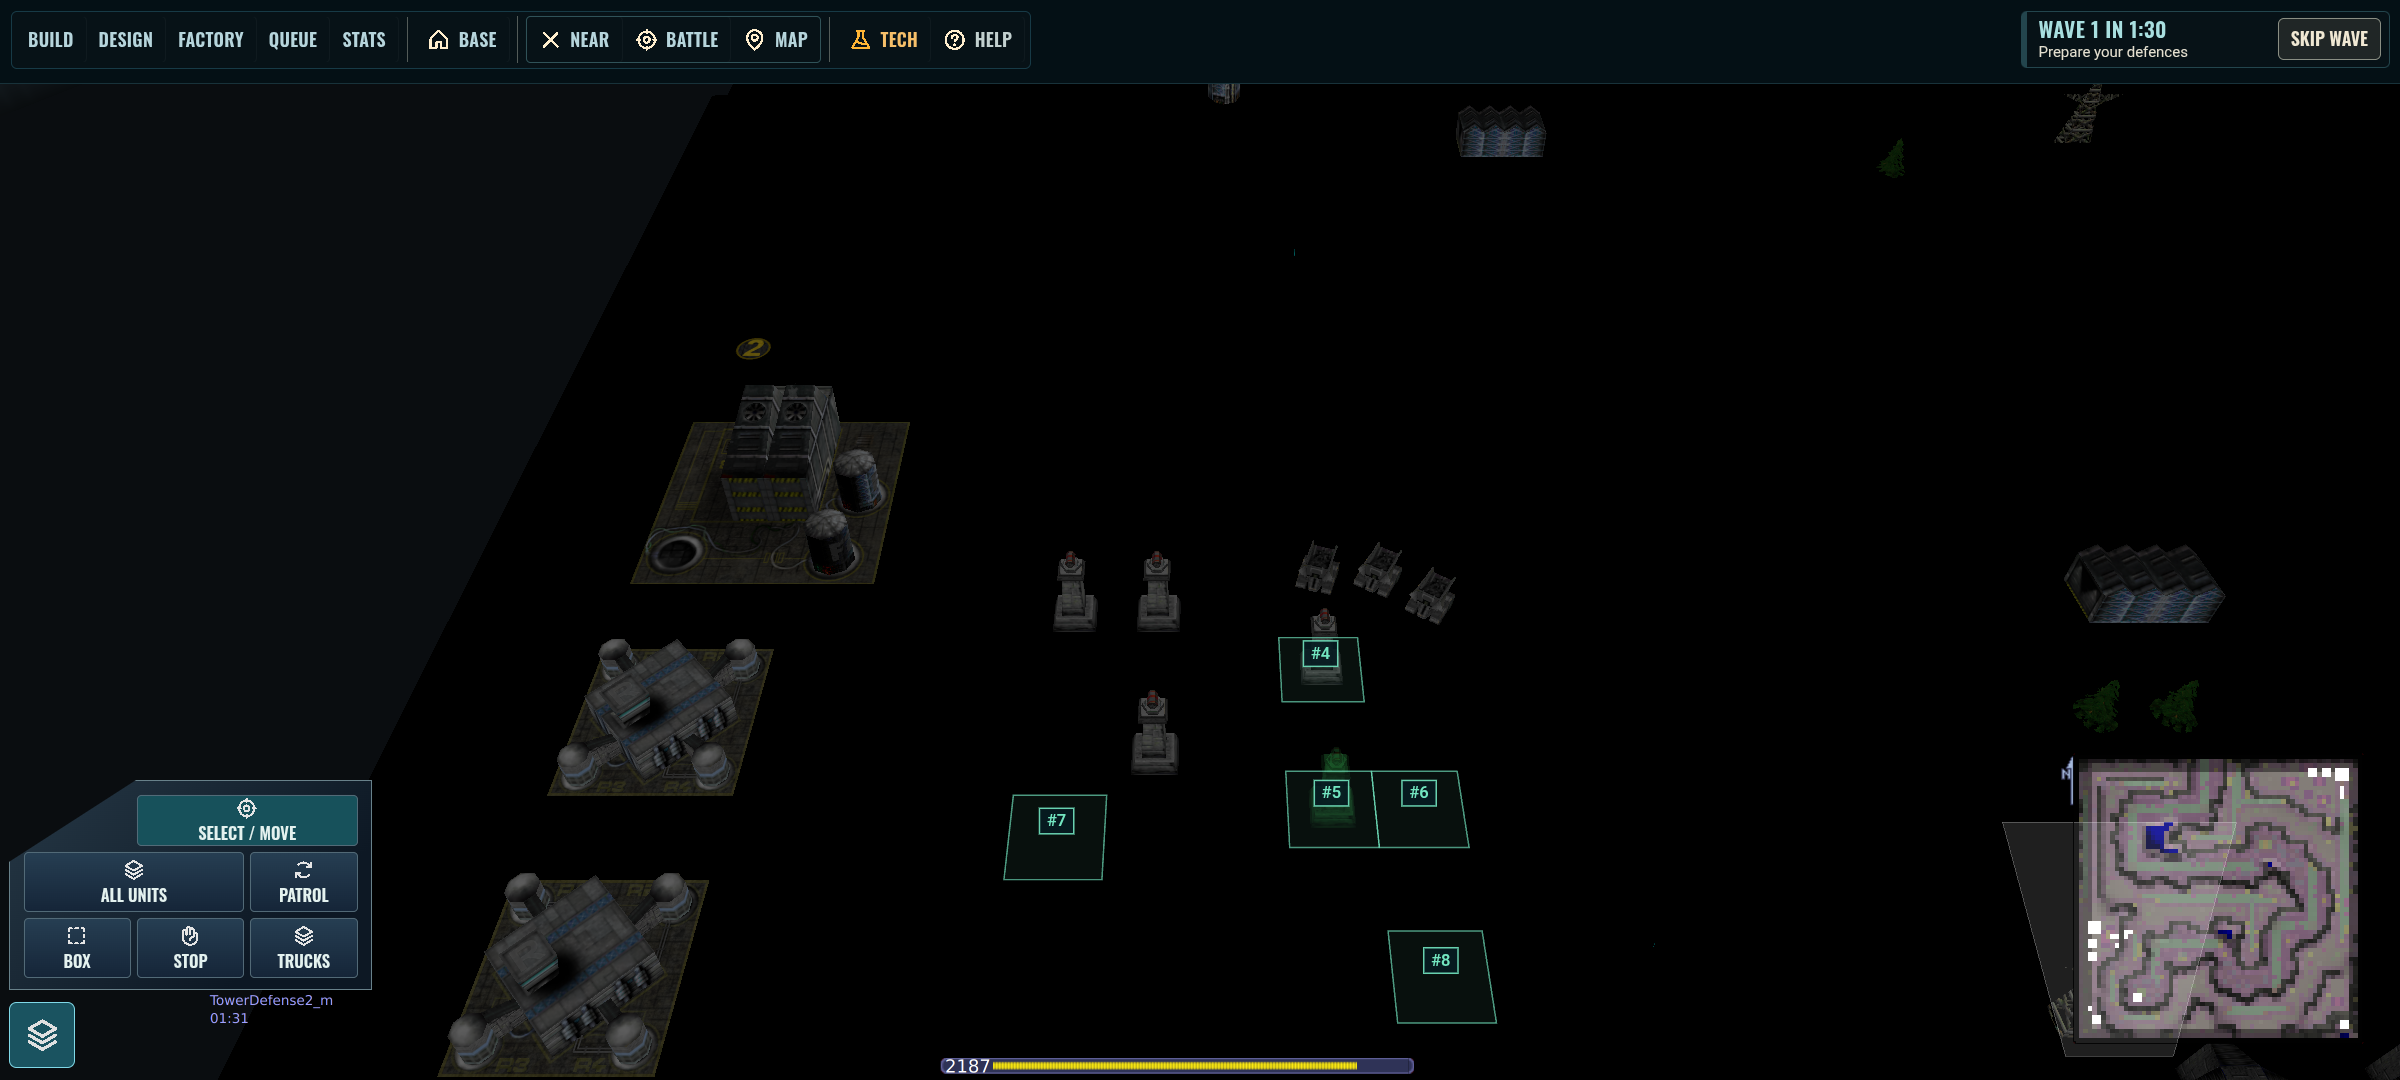 BUILD DESIGN FACTORY QUEUE STATS BASE NEAR BATTLE MAP TECH HELP
WAVE 1 IN 1:30
Prepare your defences
SKIP WAVE
2
#4
#5 #6
#7
#8
SELECT / MOVE
ALL UNITS PATROL
BOX STOP TRUCKS
TowerDefense2_m
01:31
2187
N